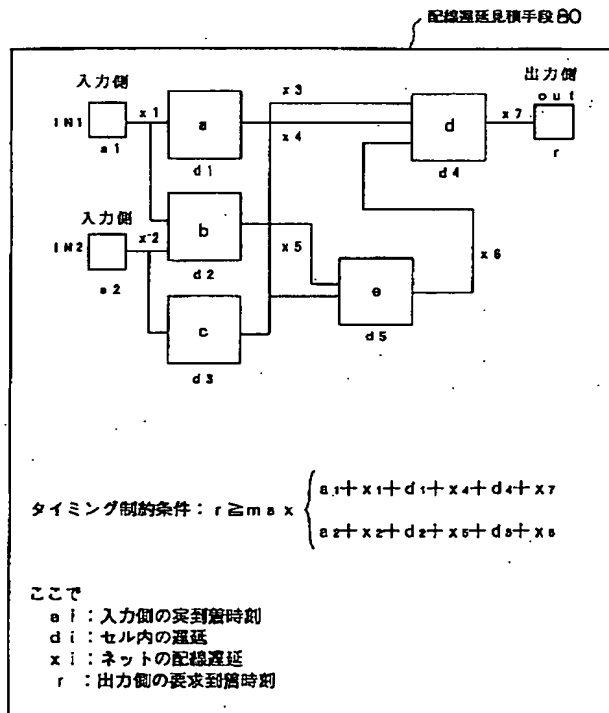 配線遅延見積手段80
入力側
IN1
a1
x1
a
d1
x3
x4
出力側
out
d
d4
x7
r
入力側
IN2
a2
x2
b
d2
x5
c
d3
e
d5
x6
タイミング制約条件：r≧max
a1+x1+d1+x4+d4+x7
a2+x2+d2+x5+d3+x6
ここで
ai：入力側の実到着時刻
di：セル内の遅延
xi：ネットの配線遅延
r：出力側の要求到着時刻